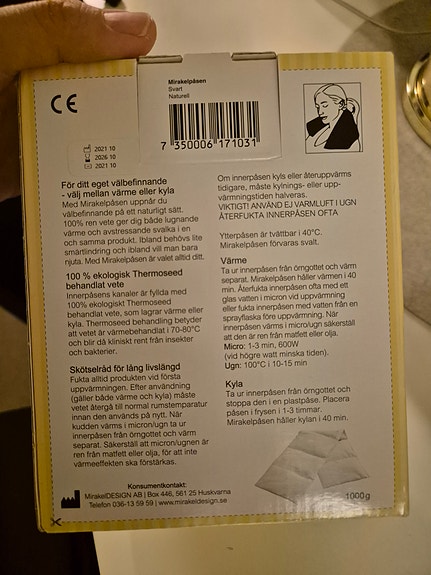 CE
Mirakelpåsen
Svart
Naturell
7 350006 171031
2021 10
2026 10
2021 10
För ditt eget välbefinnande
- välj mellan värme eller kyla
Med Mirakelpåsen uppnår du
välbefinnande på ett naturligt sätt.
100% ren vete ger dig både lugnande
värme och avstressande svalka i en
och samma produkt. Ibland behövs lite
smärtlindring och ibland vill man bara
njuta. Med Mirakelpåsen är valet alltid ditt.
100 % ekologisk Thermoseed
behandlat vete
Innerpåsens kanaler är fyllda med
100% ekologiskt Thermoseed
behandlat vete, som lagrar värme eller
kyla. Thermoseed behandling betyder
att vetet är värmebehandlat i 70-80°C
och blir då kliniskt rent från insekter
och bakterier.
Skötselråd för lång livslängd
Fukta alltid produkten vid första
uppvärmningen. Efter användning
(gäller både värme och kyla) måste
vetet återgå till normal rumstemperatur
innan den används på nytt. När
kudden värms i micron/ugn ta ur
innerpåsen från örngottet och värm
separat. Säkerställ att micron/ugnen är
ren från matfett eller olja, för att inte
värmeeffekten ska förstärkas.
Om innerpåsen kyls eller återuppvärms
tidigare, måste kylnings- eller upp-
värmningstiden halveras.
VIKTIGT! ANVÄND EJ VARMLUFT I UGN
ÅTERFUKTA INNERPÅSEN OFTA
Ytterpåsen är tvättbar i 40°C.
Mirakelpåsen förvaras svalt.
Värme
Ta ur innerpåsen från örngottet och värm
separat. Mirakelpåsen håller värmen i 40
min. Återfukta innerpåsen ofta med ett
glas vatten i micron vid uppvärmning
eller fukta innerpåsen med vatten från en
sprayflaska före uppvärmning. När
innerpåsen värms i micro/ugn säkerställ
att den är ren från matfett eller olja.
Micro: 1-3 min, 600W
(vid högre watt minska tiden).
Ugn: 100°C i 10-15 min
Kyla
Ta ur innerpåsen från örngottet och
stoppa den i en plastpåse. Placera
påsen i frysen i 1-3 timmar.
Mirakelpåsen håller kylan i 40 min.
Konsumentkontakt:
MirakelDESIGN AB | Box 446, 561 25 Huskvarna
Telefon 036-13 59 59 | www.mirakeldesign.se
1000g